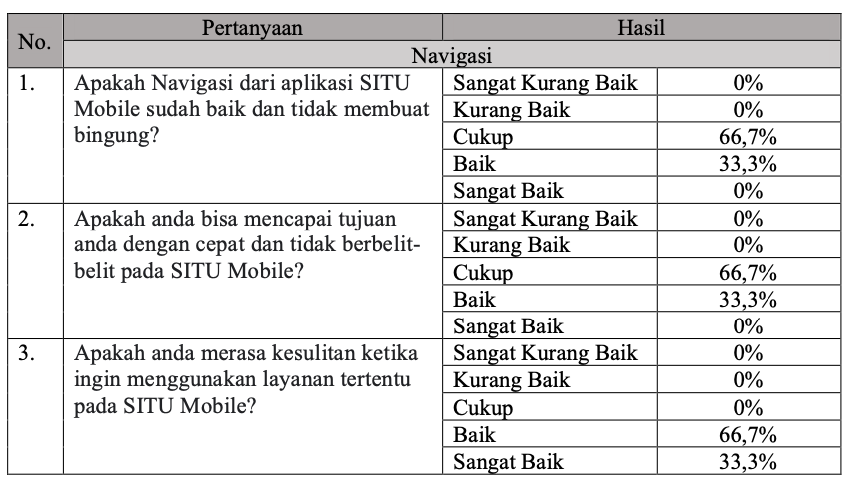 No. Pertanyaan Hasil
Navigasi
1. Apakah Navigasi dari aplikasi SITU Sangat Kurang Baik 0%
Mobile sudah baik dan tidak membuat Kurang Baik 0%
bingung? Cukup 66,7%
Baik 33,3%
Sangat Baik 0%
2. Apakah anda bisa mencapai tujuan Sangat Kurang Baik 0%
anda dengan cepat dan tidak berbelit- Kurang Baik 0%
belit pada SITU Mobile? Cukup 66,7%
Baik 33,3%
Sangat Baik 0%
3. Apakah anda merasa kesulitan ketika Sangat Kurang Baik 0%
ingin menggunakan layanan tertentu Kurang Baik 0%
pada SITU Mobile? Cukup 0%
Baik 66,7%
Sangat Baik 33,3%